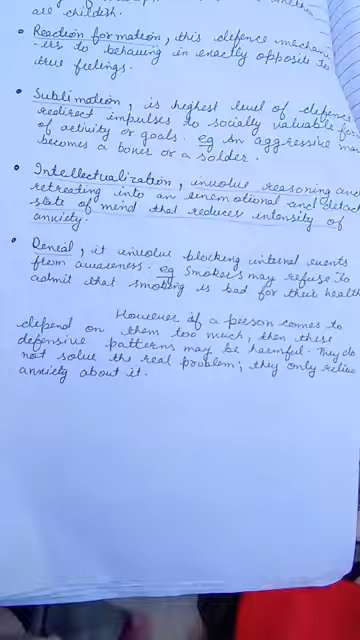 are childish.
• Reaction formation, this defence mechan
-irs to behaving in exactly opposite to
true feelings.
• Sublimation, is highest level of defences
redirect impulses to socially valuable for
of activity or goals. eg An aggressive man
becomes a boxer or a solder.
• Intellectualization, involve reasoning and
retreating into an unemotional and detach
state of mind that reduces intensity of
anxiety.
• Denial, it involve blocking internal events
from awareness. eg Smokers may refuse to
admit that smoking is bad for their health
However if a person comes to
depend on them too much, then these
defensive patterns may be harmful. They do
not solve the real problem; they only relieve
anxiety about it.